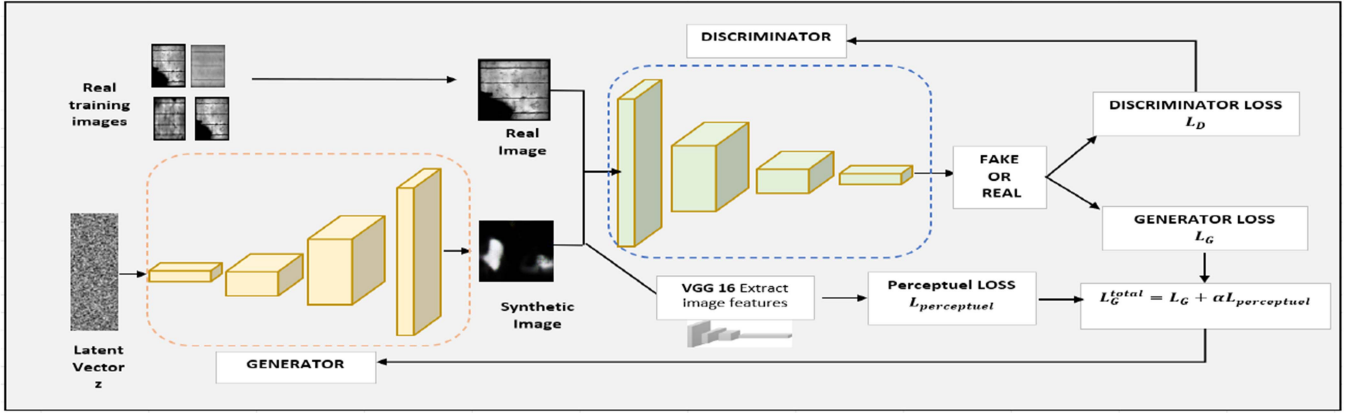 DISCRIMINATOR
Real
training
images
Real
Image
DISCRIMINATOR LOSS
L_D
FAKE
OR
REAL
GENERATOR LOSS
L_G
VGG 16 Extract
image features
Perceptuel LOSS
L_perceptuel
L_G^total = L_G + αL_perceptuel
Synthetic
Image
Latent
Vector
z
GENERATOR